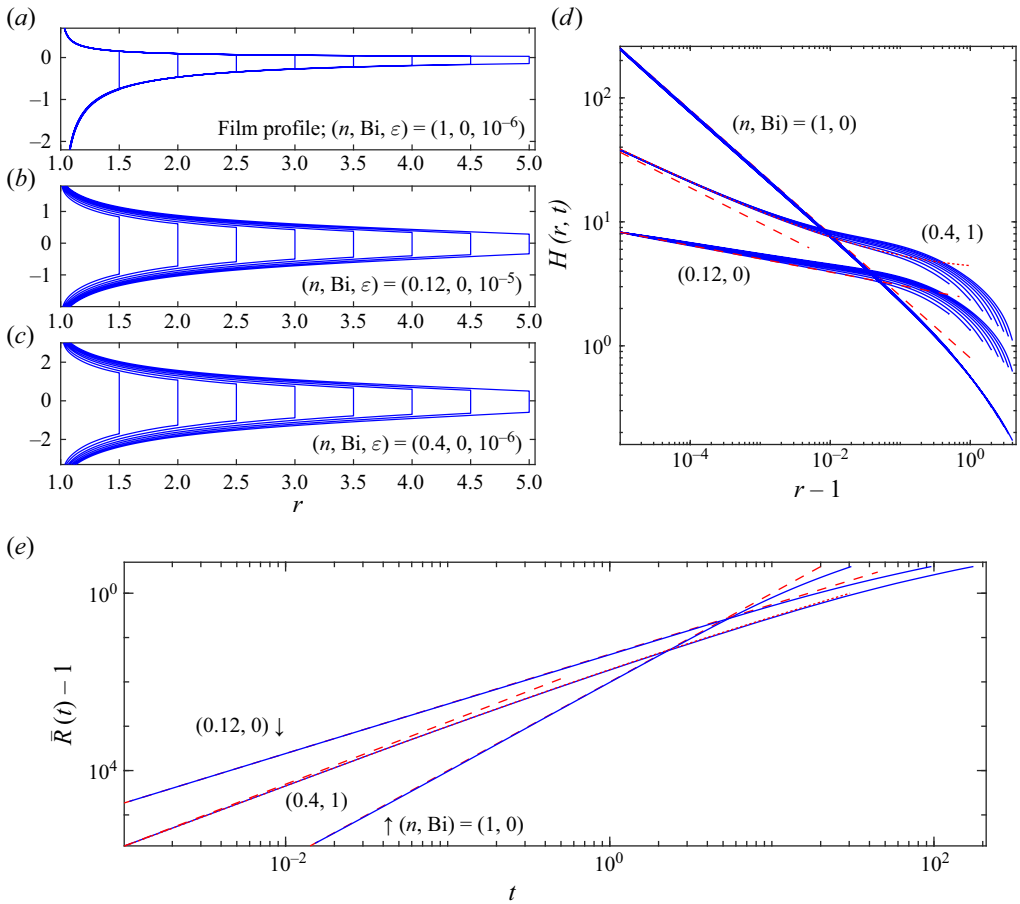 (a)
0
−1
−2
Film profile; (n, Bi, ε) = (1, 0, 10⁻⁶)
1.0 1.5 2.0 2.5 3.0 3.5 4.0 4.5 5.0
(b)
1
0
−1
(n, Bi, ε) = (0.12, 0, 10⁻⁵)
1.0 1.5 2.0 2.5 3.0 3.5 4.0 4.5 5.0
(c)
2
0
−2
(n, Bi, ε) = (0.4, 0, 10⁻⁶)
1.0 1.5 2.0 2.5 3.0 3.5 4.0 4.5 5.0
r
(d)
10²
10¹
10⁰
H (r, t)
(n, Bi) = (1, 0)
(0.4, 1)
(0.12, 0)
10⁻⁴ 10⁻² 10⁰
r − 1
(e)
10⁰
10⁴
R̄ (t) − 1
(0.12, 0) ↓
(0.4, 1)
↑ (n, Bi) = (1, 0)
10⁻² 10⁰ 10²
t